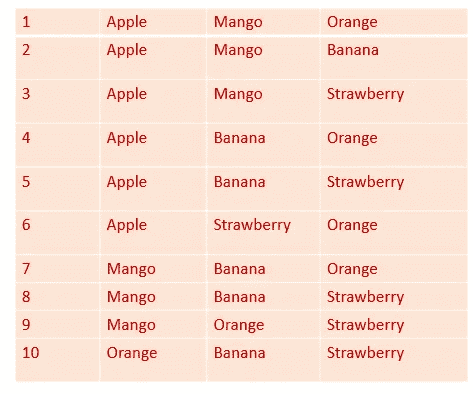 1 Apple Mango Orange
2 Apple Mango Banana
3 Apple Mango Strawberry
4 Apple Banana Orange
5 Apple Banana Strawberry
6 Apple Strawberry Orange
7 Mango Banana Orange
8 Mango Banana Strawberry
9 Mango Orange Strawberry
10 Orange Banana Strawberry